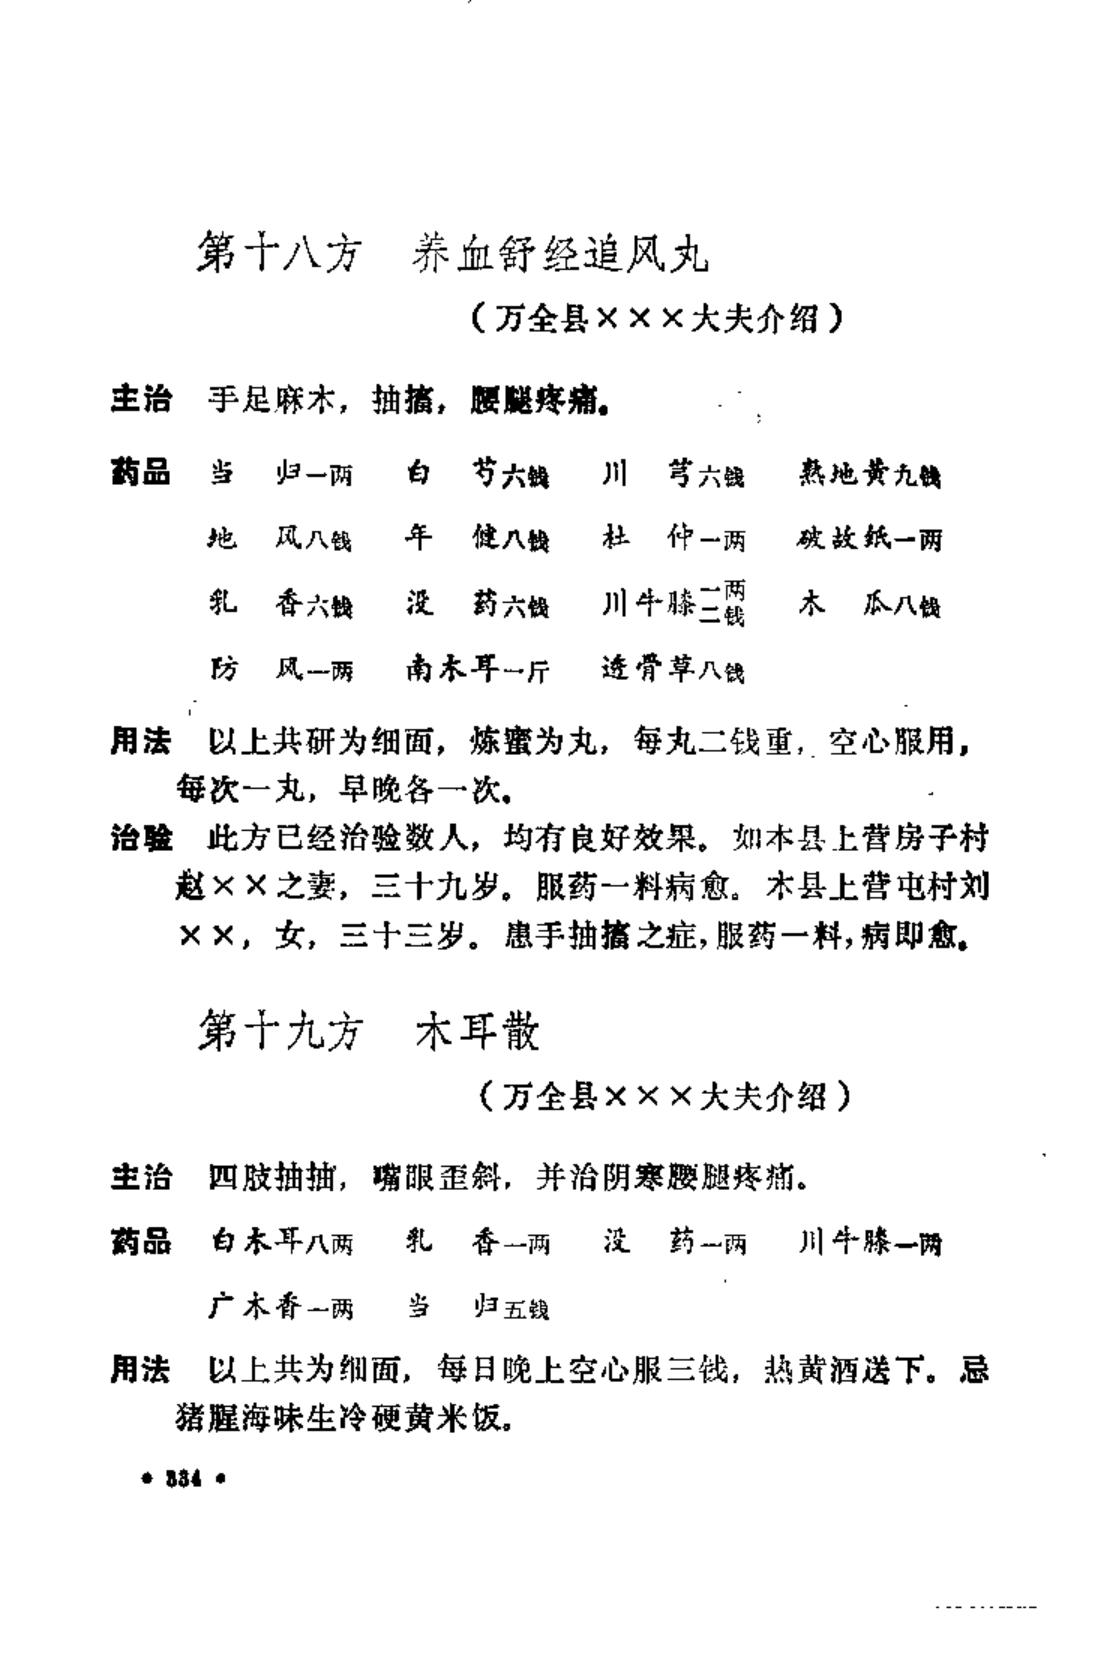 第十八方　养血舒经追风丸
（万全县×××大夫介绍）
主治　手足麻木，抽搐，腰腿疼痛。
药品　当　归一两　白　芍六钱　川　芎六钱　熟地黄九钱
地　风八钱　年　健八钱　杜　仲一两　破故纸一两
乳　香六钱　没　药六钱　川牛膝一两二钱　木　瓜八钱
防　风一两　南木耳一斤　透骨草八钱
用法　以上共研为细面，炼蜜为丸，每丸二钱重，空心服用，
每次一丸，早晚各一次。
治验　此方已经治验数人，均有良好效果。如本县上营房子村
赵××之妻，三十九岁。服药一料病愈。本县上营屯村刘
××，女，三十三岁。患手抽搐之症，服药一料，病即愈。
第十九方　木耳散
（万全县×××大夫介绍）
主治　四肢抽抽，嘴眼歪斜，并治阴寒腰腿疼痛。
药品　白木耳八两　乳　香一两　没　药一两　川牛膝一两
广木香一两　当　归五钱
用法　以上共为细面，每日晚上空心服三钱，热黄酒送下。忌
猪腥海味生冷硬黄米饭。
• 334 •